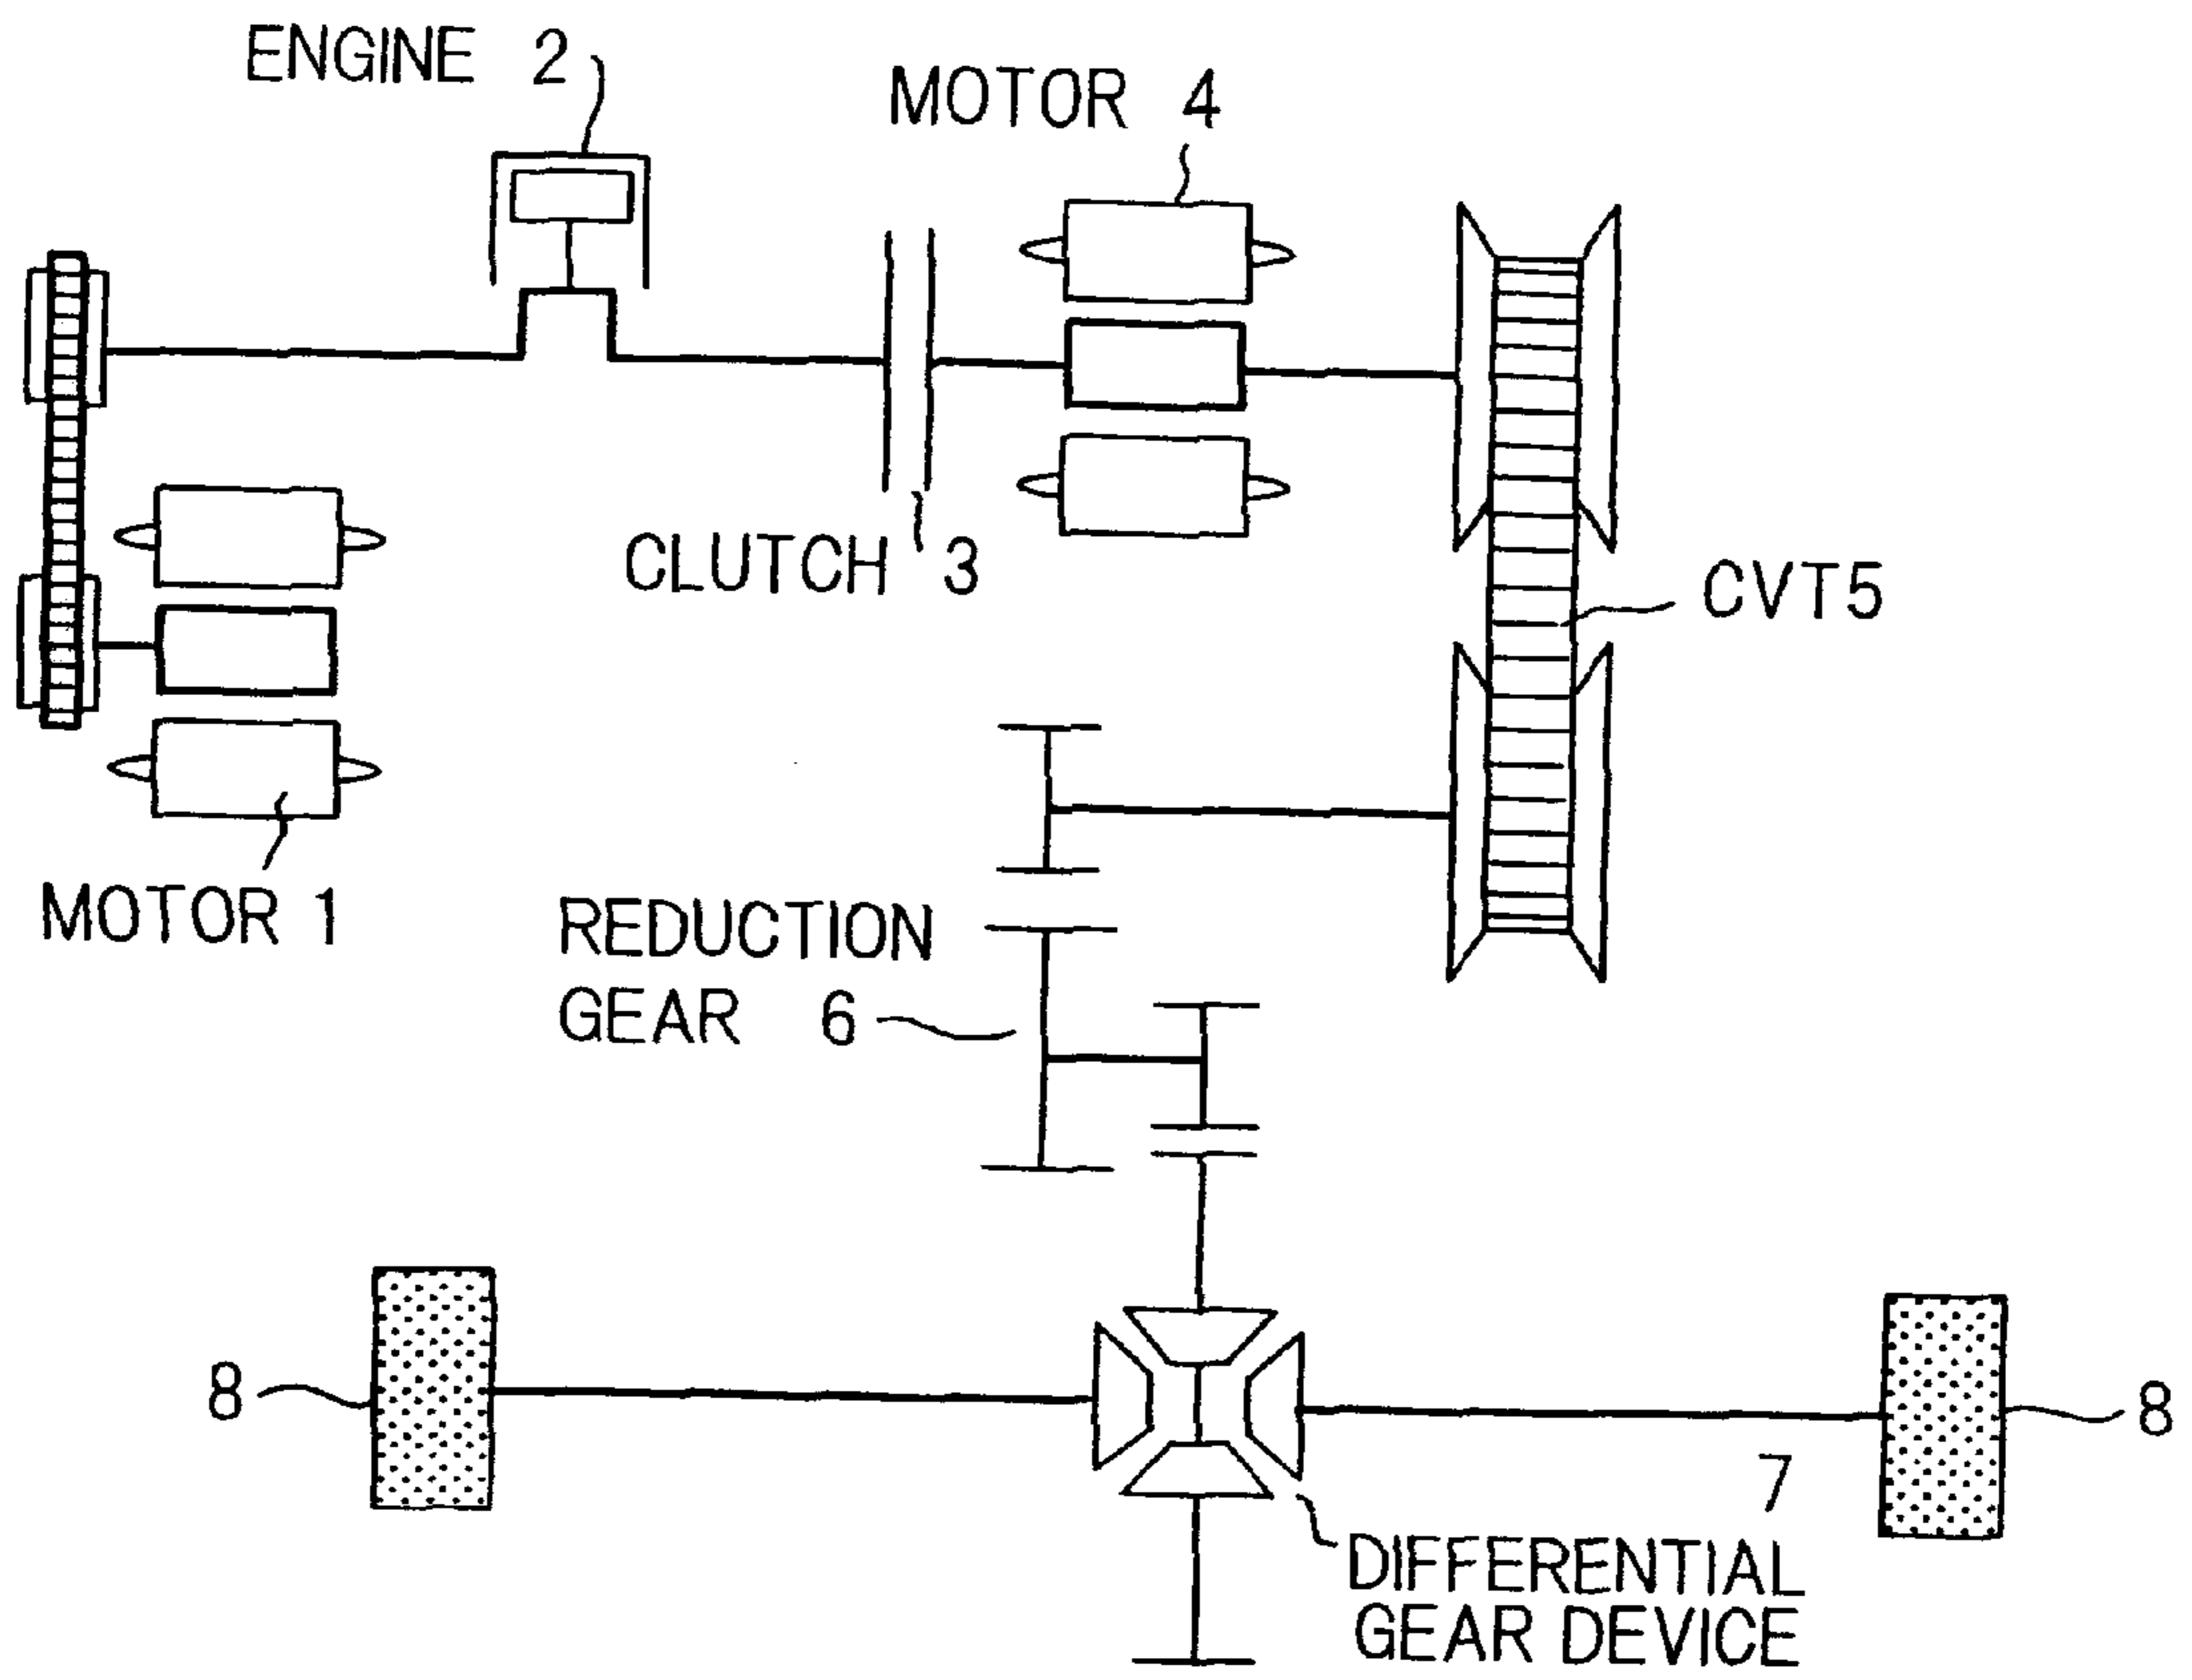 ENGINE 2
MOTOR 4
CLUTCH 3
CVT5
MOTOR 1
REDUCTION
GEAR 6
8
8
7
DIFFERENTIAL
GEAR DEVICE